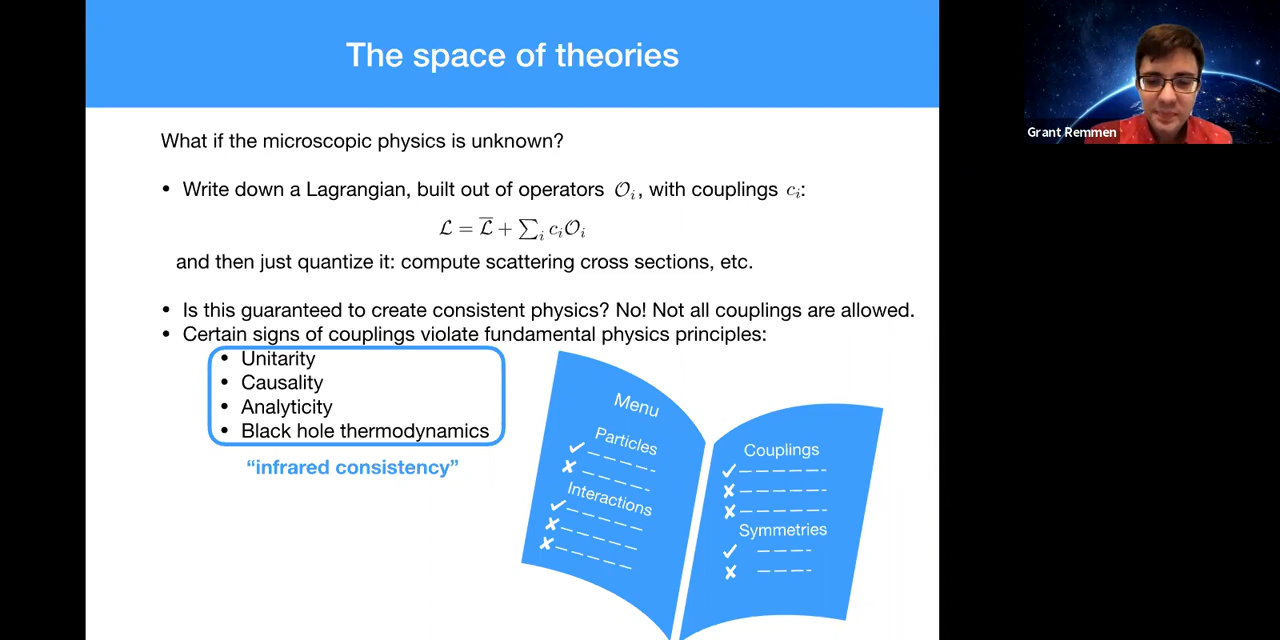 The space of theories
Grant Remmen
What if the microscopic physics is unknown?
• Write down a Lagrangian, built out of operators 𝒪ᵢ, with couplings cᵢ:
ℒ = ℒ̅ + ∑ᵢ cᵢ𝒪ᵢ
and then just quantize it: compute scattering cross sections, etc.
• Is this guaranteed to create consistent physics? No! Not all couplings are allowed.
• Certain signs of couplings violate fundamental physics principles:
• Unitarity
• Causality
• Analyticity
• Black hole thermodynamics
“infrared consistency”
Menu
Particles
Interactions
Couplings
Symmetries